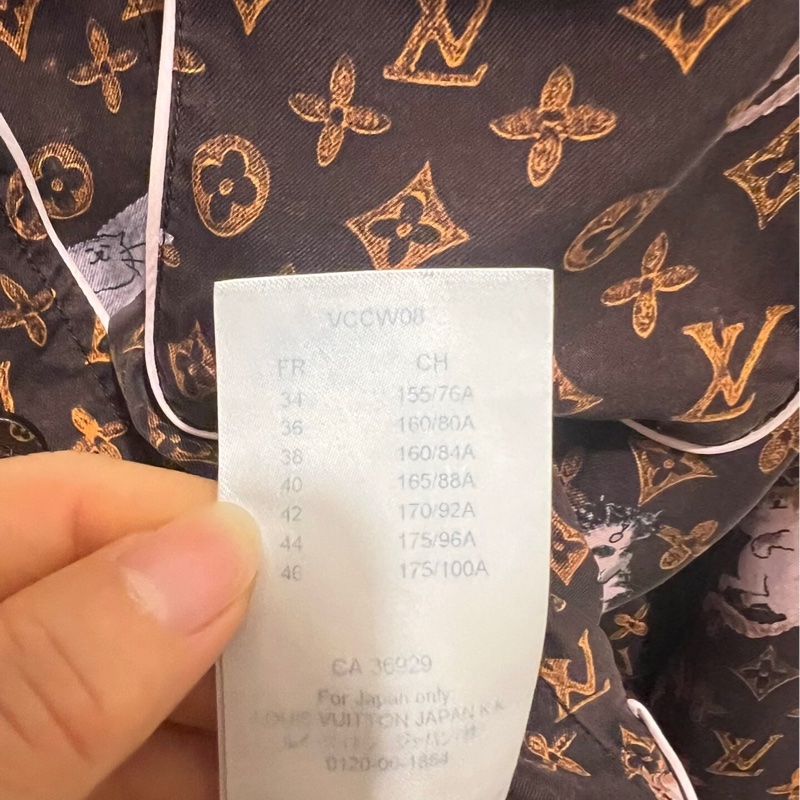 VCCW08
FR CH
34 155/76A
36 160/80A
38 160/84A
40 165/88A
42 170/92A
44 175/96A
46 175/100A
CA 36929
For Japan only
LOUIS VUITTON JAPAN KK
0120-00-1854